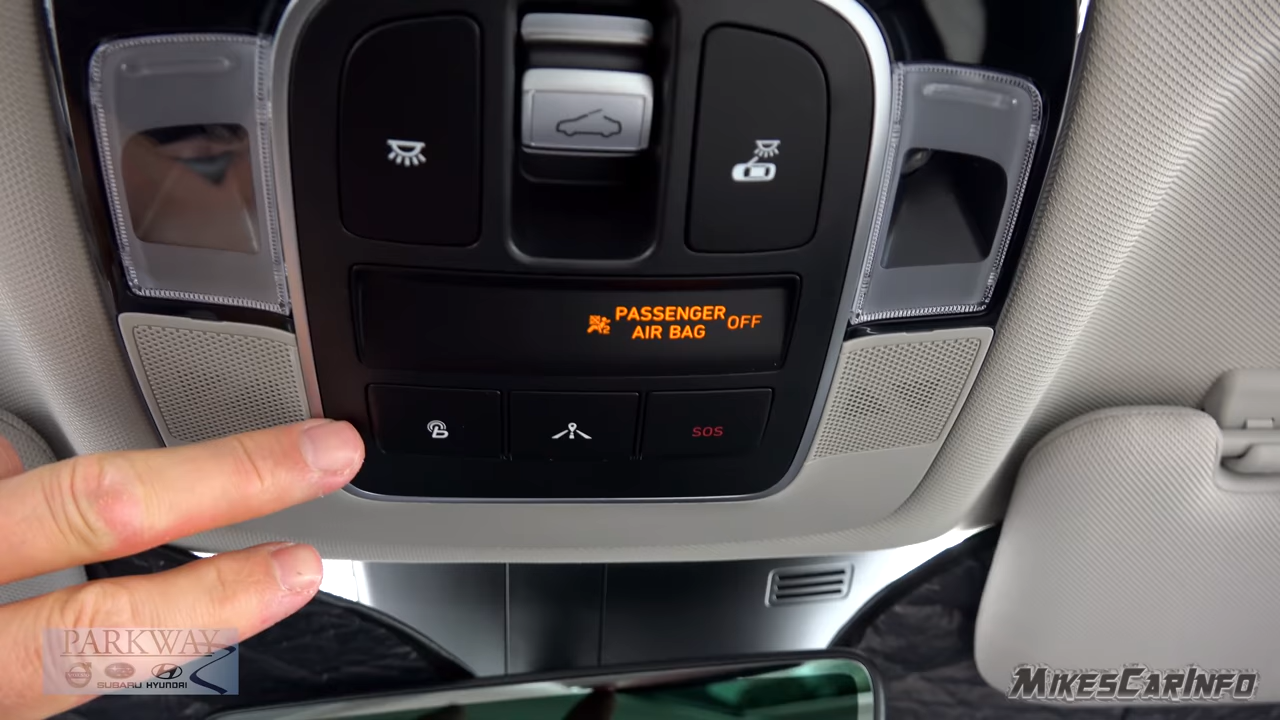 PASSENGER
AIR BAG
OFF
SOS
PARKWAY
SUBARU HYUNDAI
MIKESCARINFO